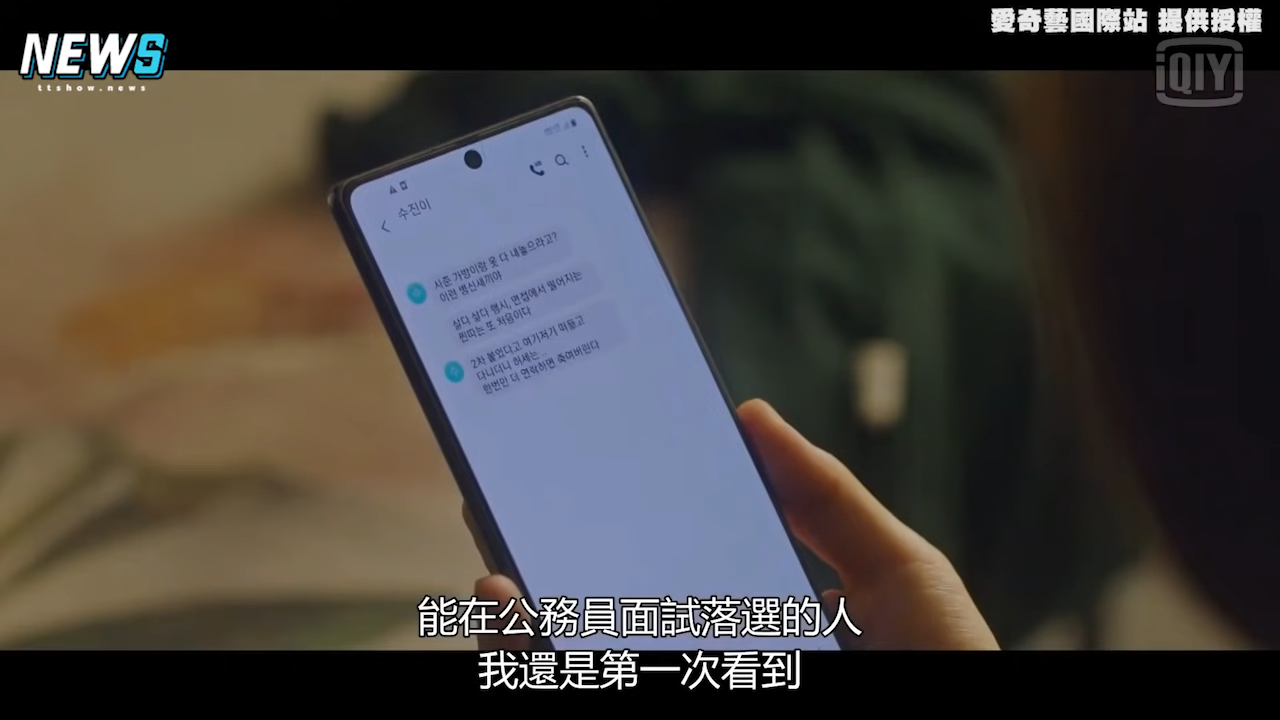 NEWS
ttshow.news
愛奇藝國際站 提供授權
iQIY
수진이
사준 가방이랑 옷 다 내놓으라고?
이런 병신새끼야
살다 살다 행시, 면접에서 떨어지는
찐따는 또 처음이다
2차 붙었다고 여기저기 떠들고
다니더니 허세는...
한번만 더 연락하면 죽여버린다
能在公務員面試落選的人
我還是第一次看到